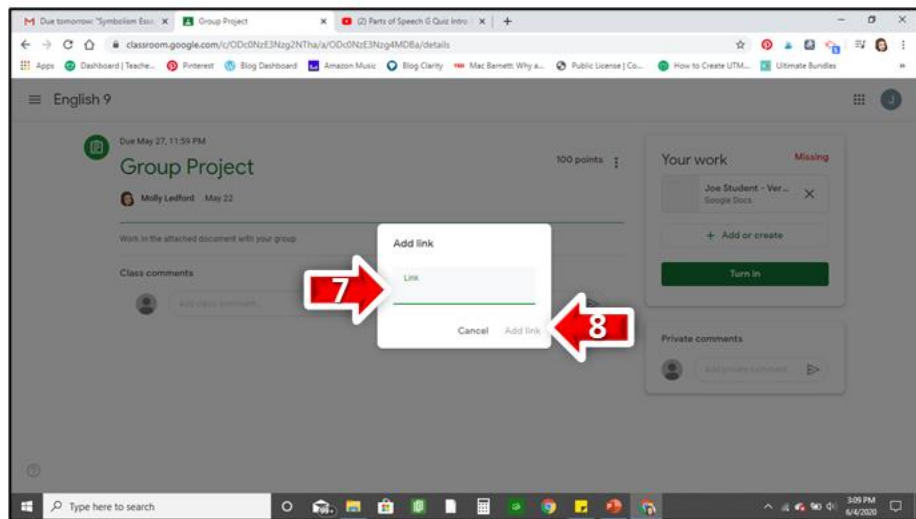 Due tomorrow: "Symbolism Essa
Group Project
(2) Parts of Speech G Quiz Intro
classroom.google.com/c/ODc0NzE3Nzg2NTha/a/ODc0NzE3Nzg4MDBa/details
Apps
Dashboard | Teache...
Pinterest
Blog Dashboard
Amazon Music
Blog Clarity
Mac Barnett: Why a...
Public License | Co...
How to Create UTM...
Ultimate Bundles
English 9
J
Due May 27, 11:59 PM
Group Project
100 points
Molly Ledford May 22
Work in the attached document with your group
Class comments
Add class comment...
Your work
Missing
Joe Student - Ver...
Google Docs
+ Add or create
Turn in
Private comments
Add private comment...
Add link
Link
7
Cancel
Add link
8
Type here to search
3:09 PM
6/4/2020